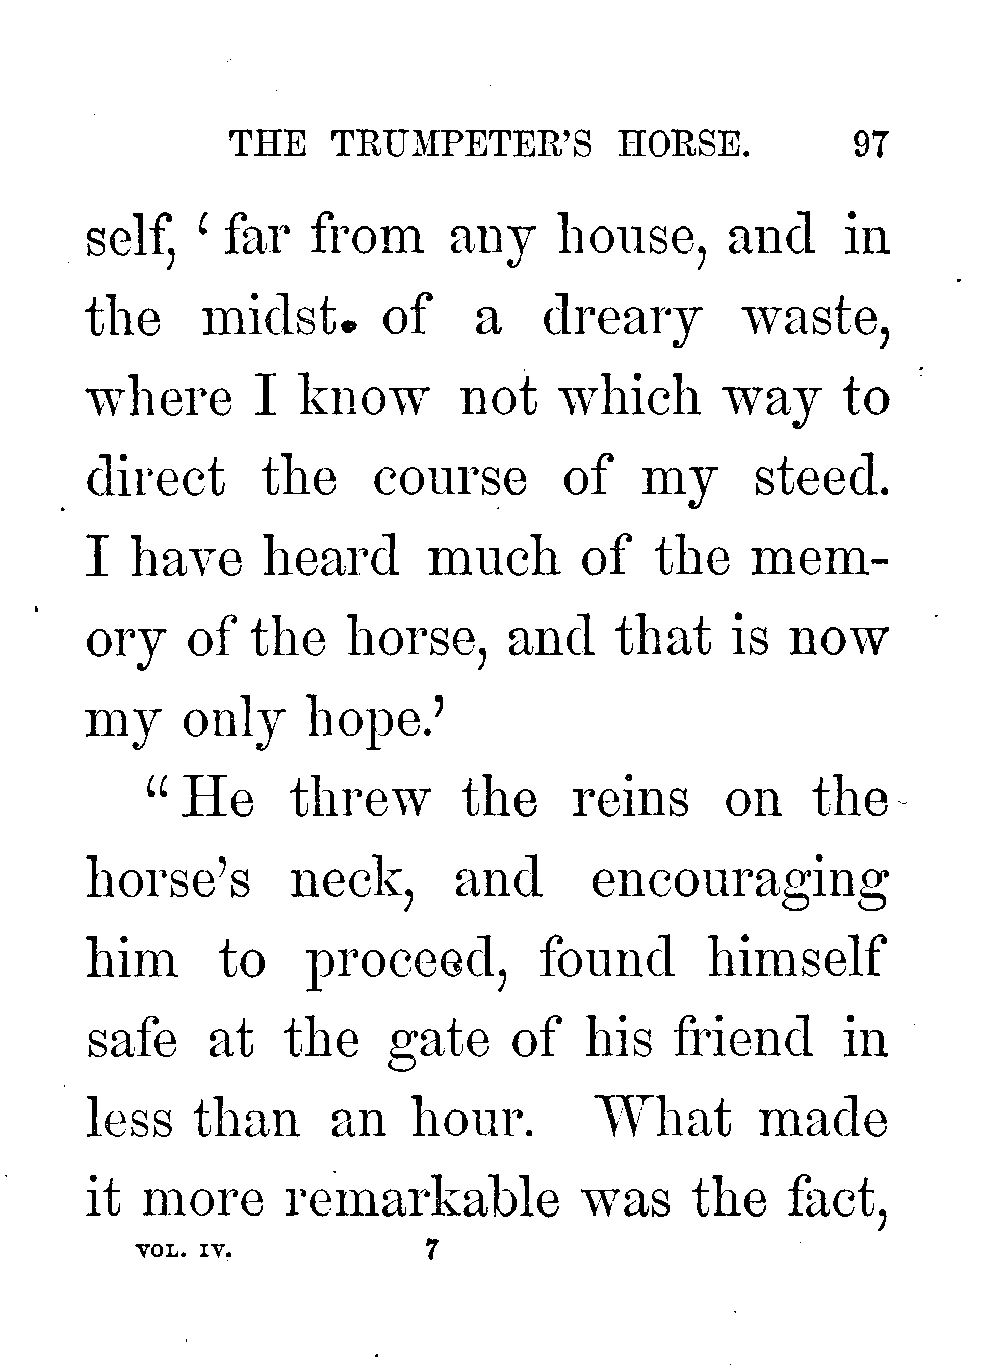 THE TRUMPETER'S HORSE. 97
self, ‘ far from any house, and in
the midst. of a dreary waste,
where I know not which way to
direct the course of my steed.
I have heard much of the mem-
ory of the horse, and that is now
my only hope.’
“ He threw the reins on the
horse's neck, and encouraging
him to proceed, found himself
safe at the gate of his friend in
less than an hour. What made
it more remarkable was the fact,
VOL. IV. 7